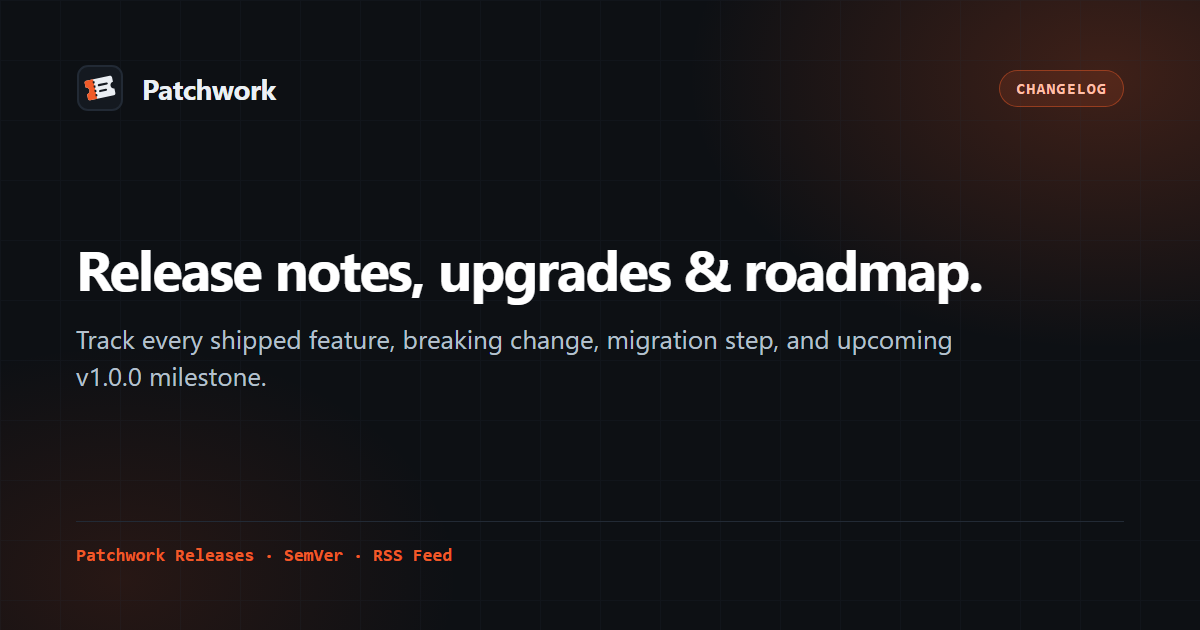 Patchwork
CHANGELOG
Release notes, upgrades & roadmap.
Track every shipped feature, breaking change, migration step, and upcoming
v1.0.0 milestone.
Patchwork Releases · SemVer · RSS Feed